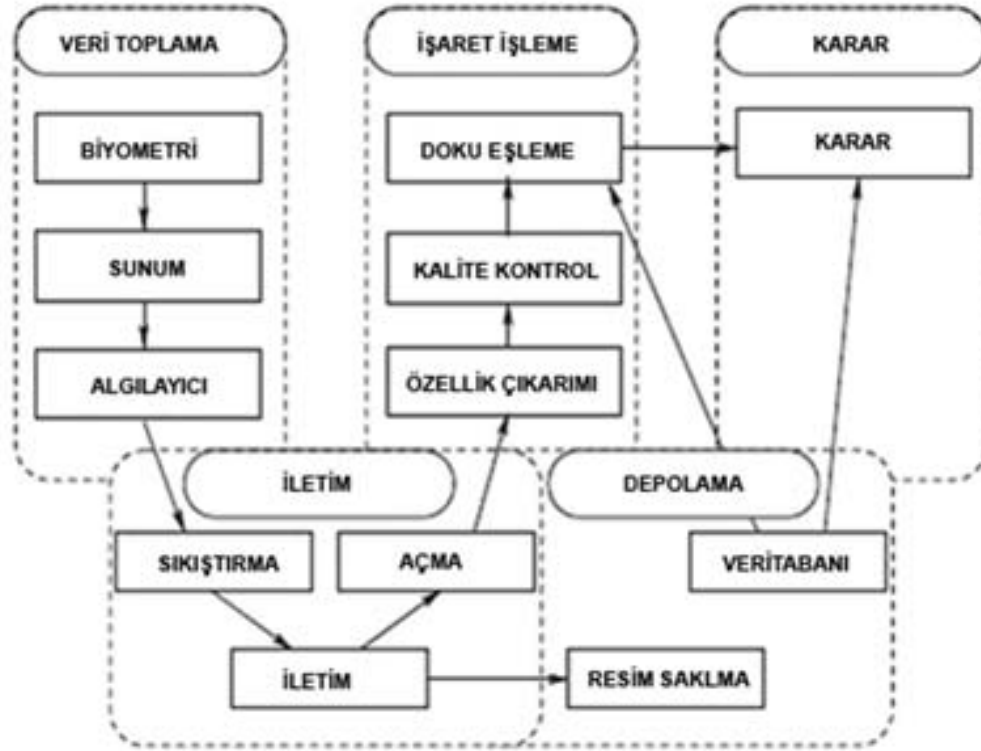 VERİ TOPLAMA
İŞARET İŞLEME
KARAR
BİYOMETRİ
DOKU EŞLEME
KARAR
SUNUM
KALİTE KONTROL
ALGILAYICI
ÖZELLİK ÇIKARIMI
İLETİM
DEPOLAMA
SIKIŞTIRMA
AÇMA
VERİTABANI
İLETİM
RESİM SAKLMA